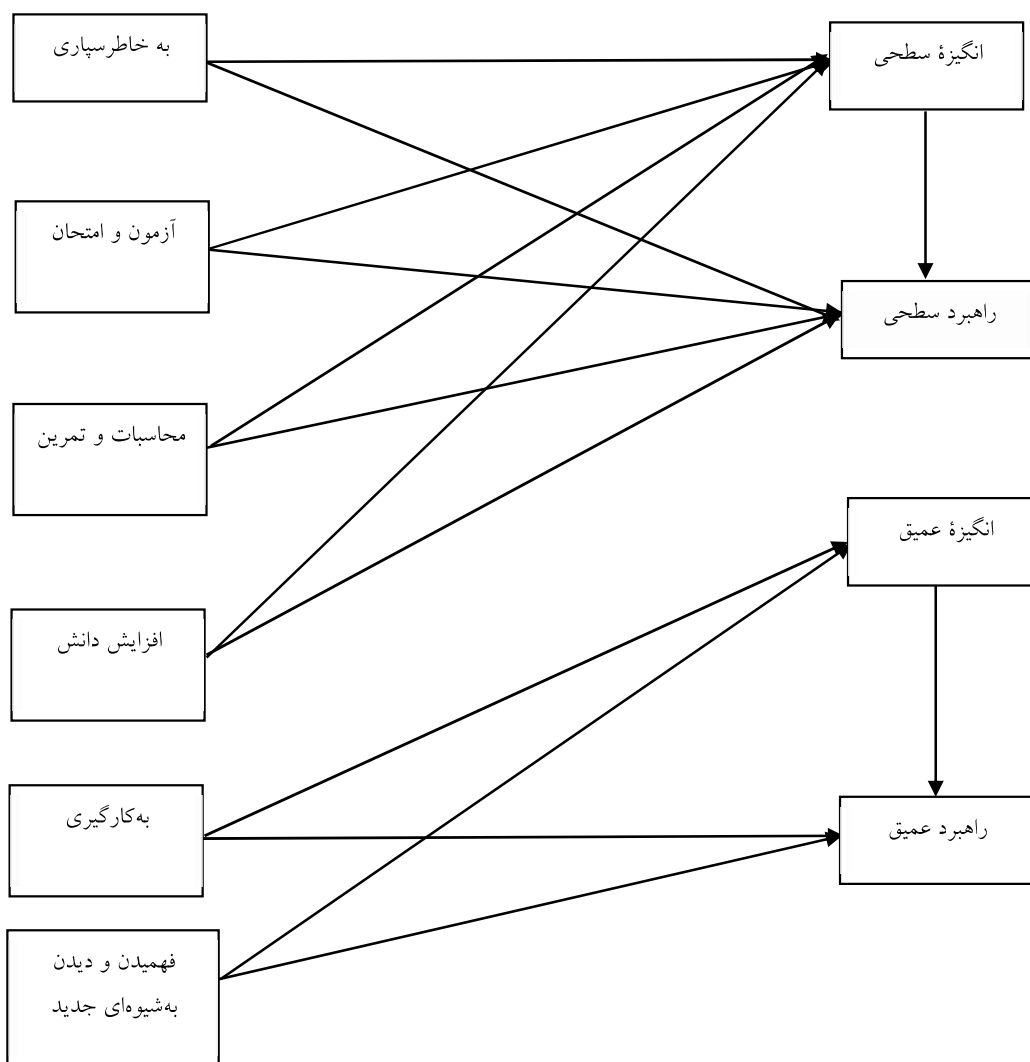 به خاطرسپاری
انگیزهٔ سطحی
آزمون و امتحان
راهبرد سطحی
محاسبات و تمرین
انگیزهٔ عمیق
افزایش دانش
به‌کارگیری
راهبرد عمیق
فهمیدن و دیدن
به‌شیوه‌ای جدید